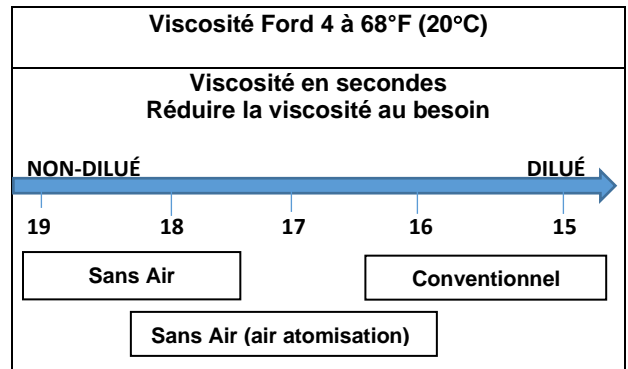 Viscosité Ford 4 à 68°F (20°C)
Viscosité en secondes
Réduire la viscosité au besoin
NON-DILUÉ DILUÉ
19 18 17 16 15
Sans Air Conventionnel
Sans Air (air atomisation)